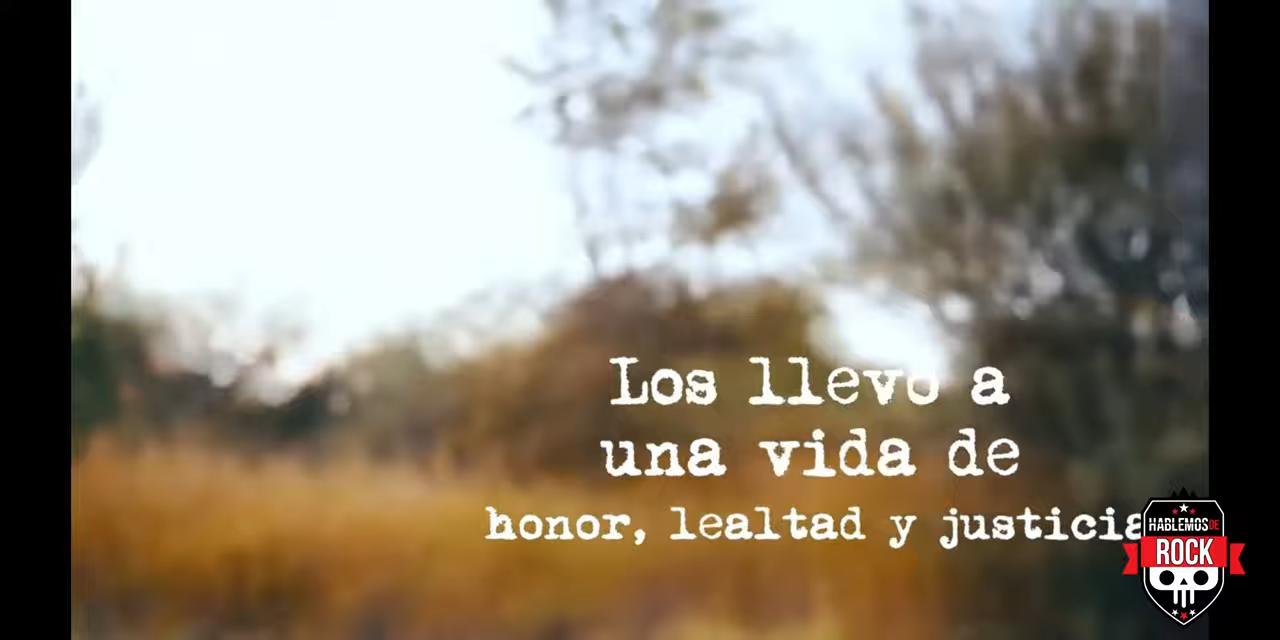 Los llevo a
una vida de
honor, lealtad y justicia
HABLEMOS DE
ROCK